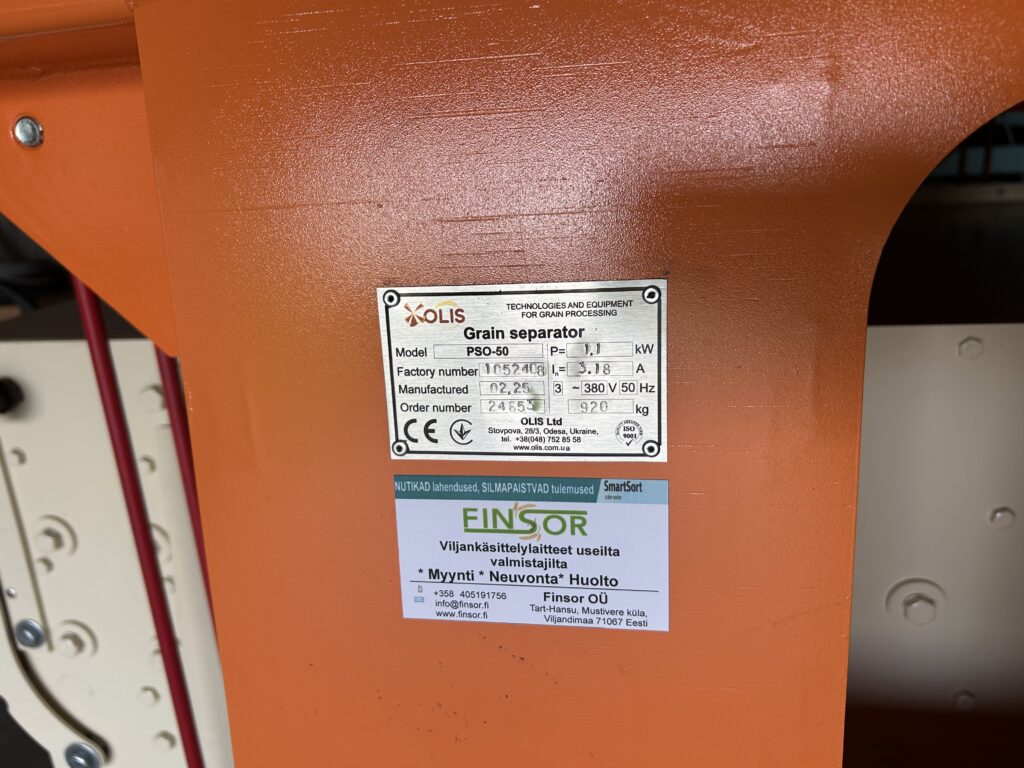 OLIS
TECHNOLOGIES AND EQUIPMENT
FOR GRAIN PROCESSING
Grain separator
Model PSO-50 P= 1,1 kW
Factory number 1052408 I= 3.18 A
Manufactured 02.25 3 ~ 380 V 50 Hz
Order number 24653 920 kg
OLIS Ltd
Stovpova, 28/3, Odesa, Ukraine,
tel. +38(048) 752 85 58
www.olis.com.ua
CE
ISO
9001
NUTIKAD lahendused, SILMAPAISTVAD tulemused
SmartSort
FINSOR
Viljankäsittelylaitteet useilta
valmistajilta
* Myynti * Neuvonta* Huolto
+358 405191756
info@finsor.fi
www.finsor.fi
Finsor OÜ
Tart-Hansu, Mustivere küla,
Viljandimaa 71067 Eesti